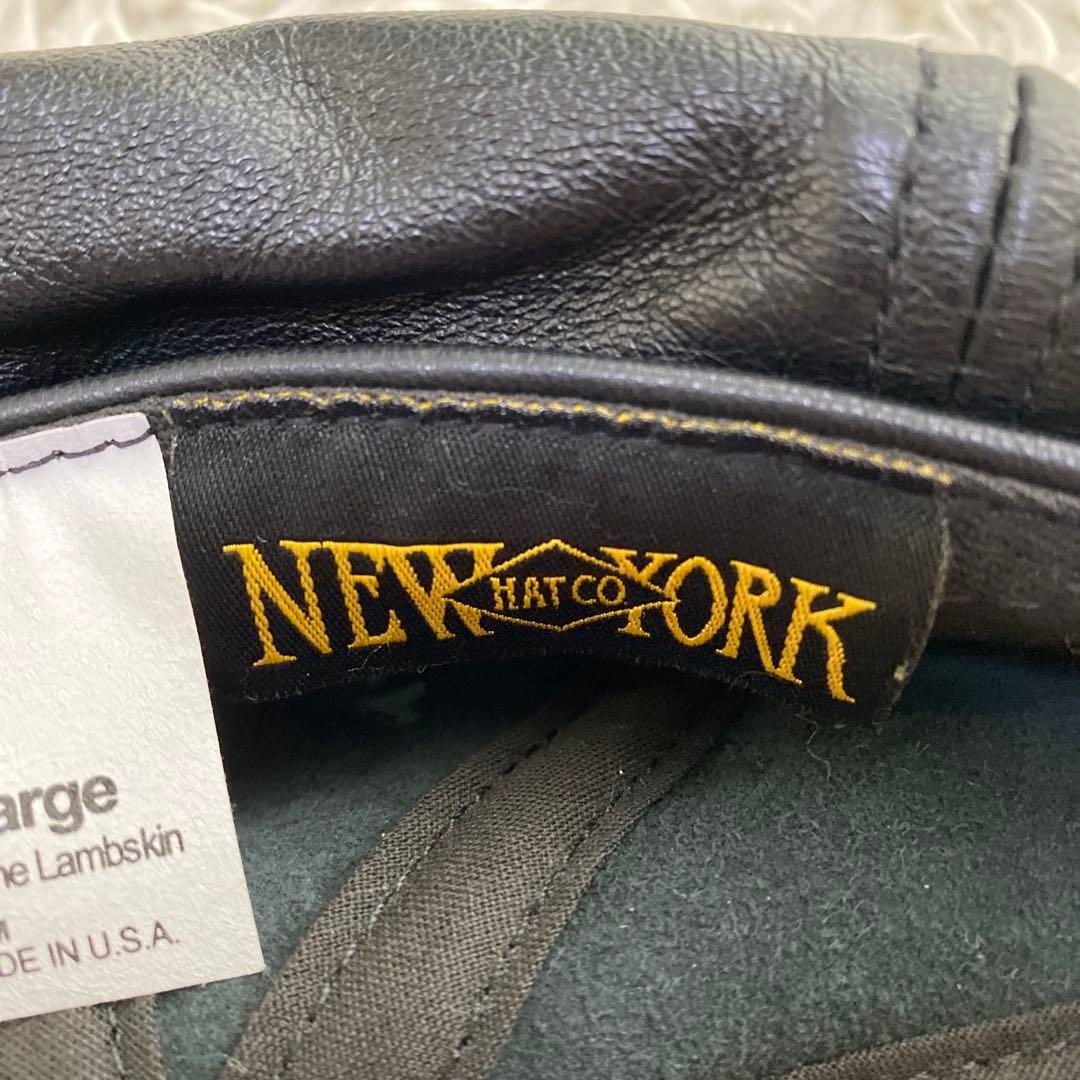 NEW HAT CO YORK
arge
ne Lambskin
M
DE IN U.S.A.